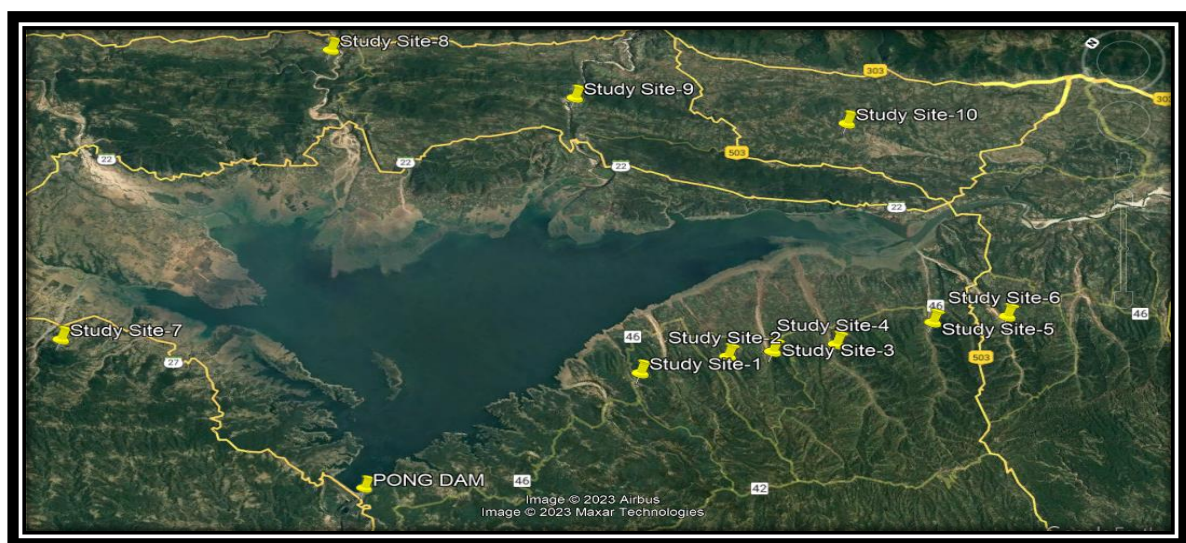 Study Site-8
N
303
303
Study Site-9
Study Site-10
503
22
22
22
22
Study Site-6
46
46
Study Site-5
Study Site-4
46
Study Site-2
Study Site-3
Study Site-7
Study Site-1
503
27
PONG DAM
46
42
Image © 2023 Airbus
Image © 2023 Maxar Technologies